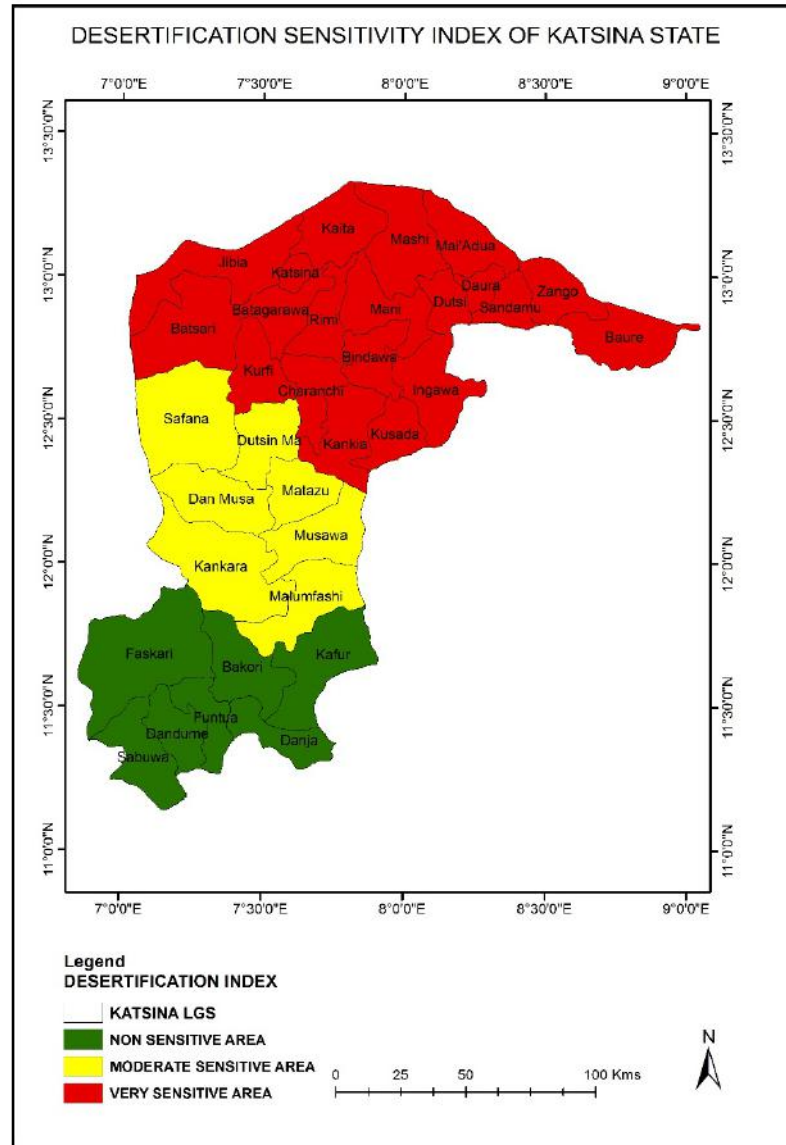 DESERTIFICATION SENSITIVITY INDEX OF KATSINA STATE
7°0'0"E 7°30'0"E 8°0'0"E 8°30'0"E 9°0'0"E
13°30'0"N 13°30'0"N
Kaita
Mashi
Mai'Adua
Jibia
Katsina
13°0'0"N 13°0'0"N
Daura
Zango
Batagarawa
Rimi
Mani
Dutsi
Sandamu
Batsari
Baure
Bindawa
Kurfi
Charanchi
Ingawa
12°30'0"N 12°30'0"N
Safana
Dutsin Ma
Kankia
Kusada
Dan Musa
Matazu
Musawa
12°0'0"N 12°0'0"N
Kankara
Malumfashi
Faskari
Bakori
Kafur
11°30'0"N 11°30'0"N
Funtua
Dandume
Danja
Sabuwa
11°0'0"N 11°0'0"N
7°0'0"E 7°30'0"E 8°0'0"E 8°30'0"E 9°0'0"E
Legend
DESERTIFICATION INDEX
KATSINA LGS
NON SENSITIVE AREA
MODERATE SENSITIVE AREA
VERY SENSITIVE AREA
0 25 50 100 Kms
N